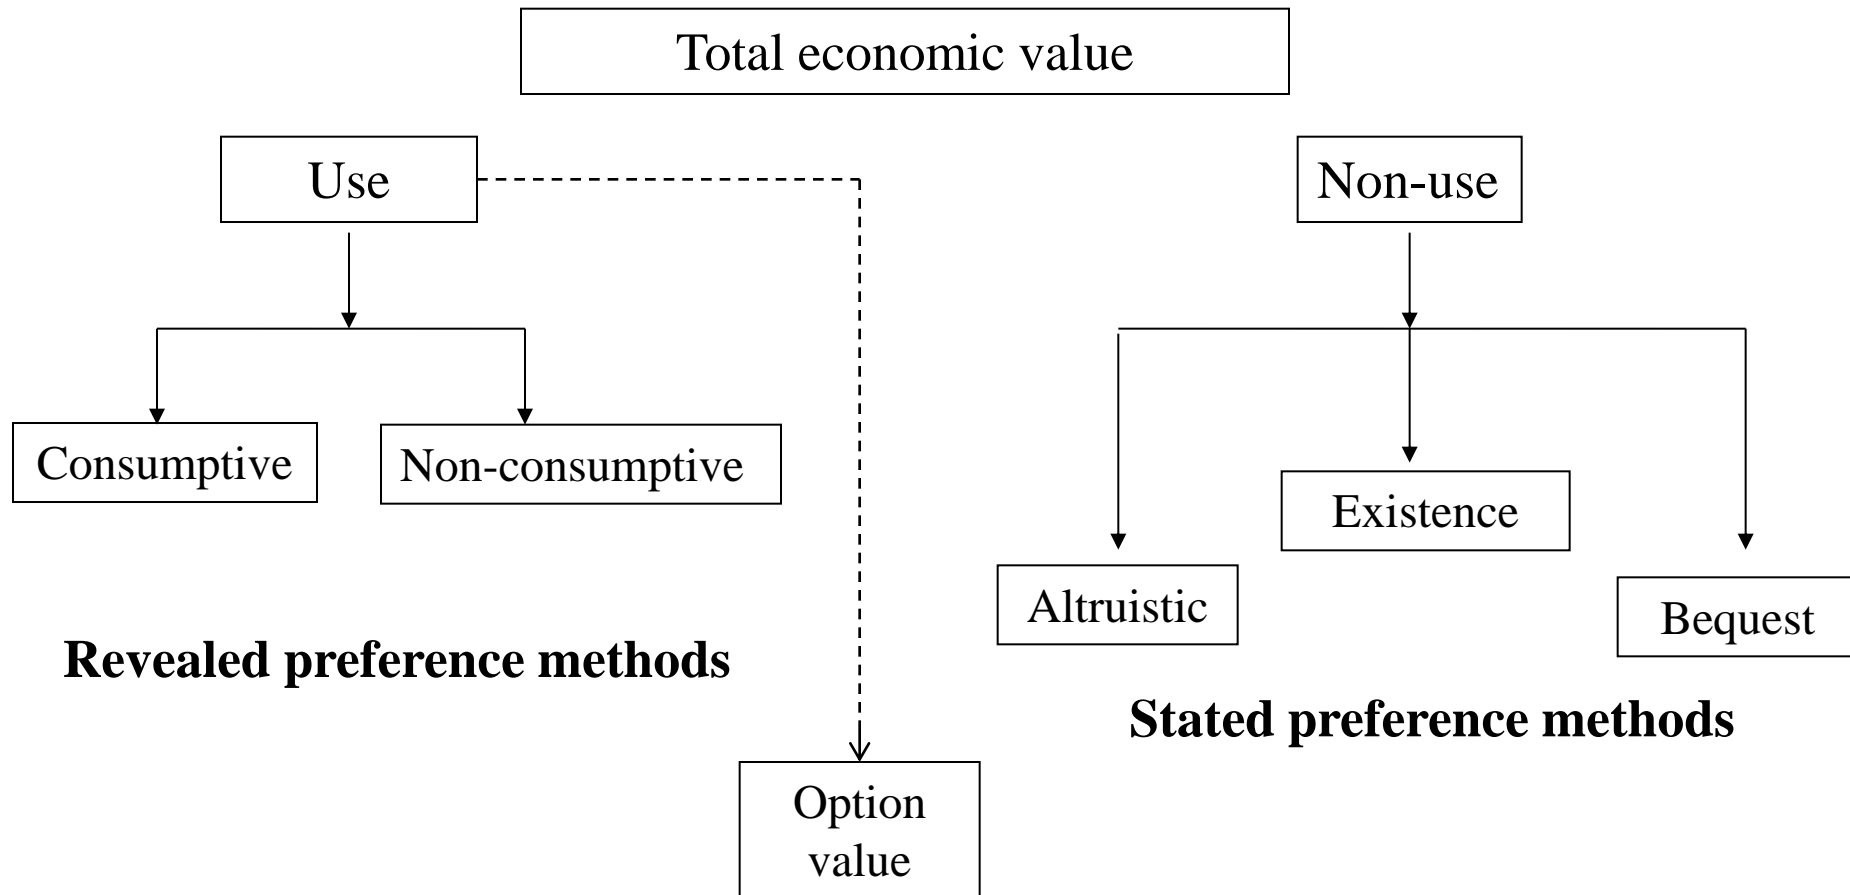 Total economic value
Use
Non-use
Consumptive
Non-consumptive
Existence
Altruistic
Bequest
Revealed preference methods
Stated preference methods
Option
value